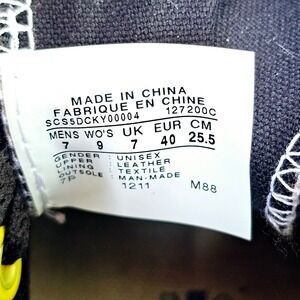 MADE IN CHINA
FABRIQUE EN CHINE
SCS5DCKY00004 127200C
MENS WO'S UK EUR CM
7 9 7 40 25.5
GENDER : UNISEX
UPPER : LEATHER
LINING : TEXTILE
OUTSOLE : MAN-MADE
7P 1211 M88